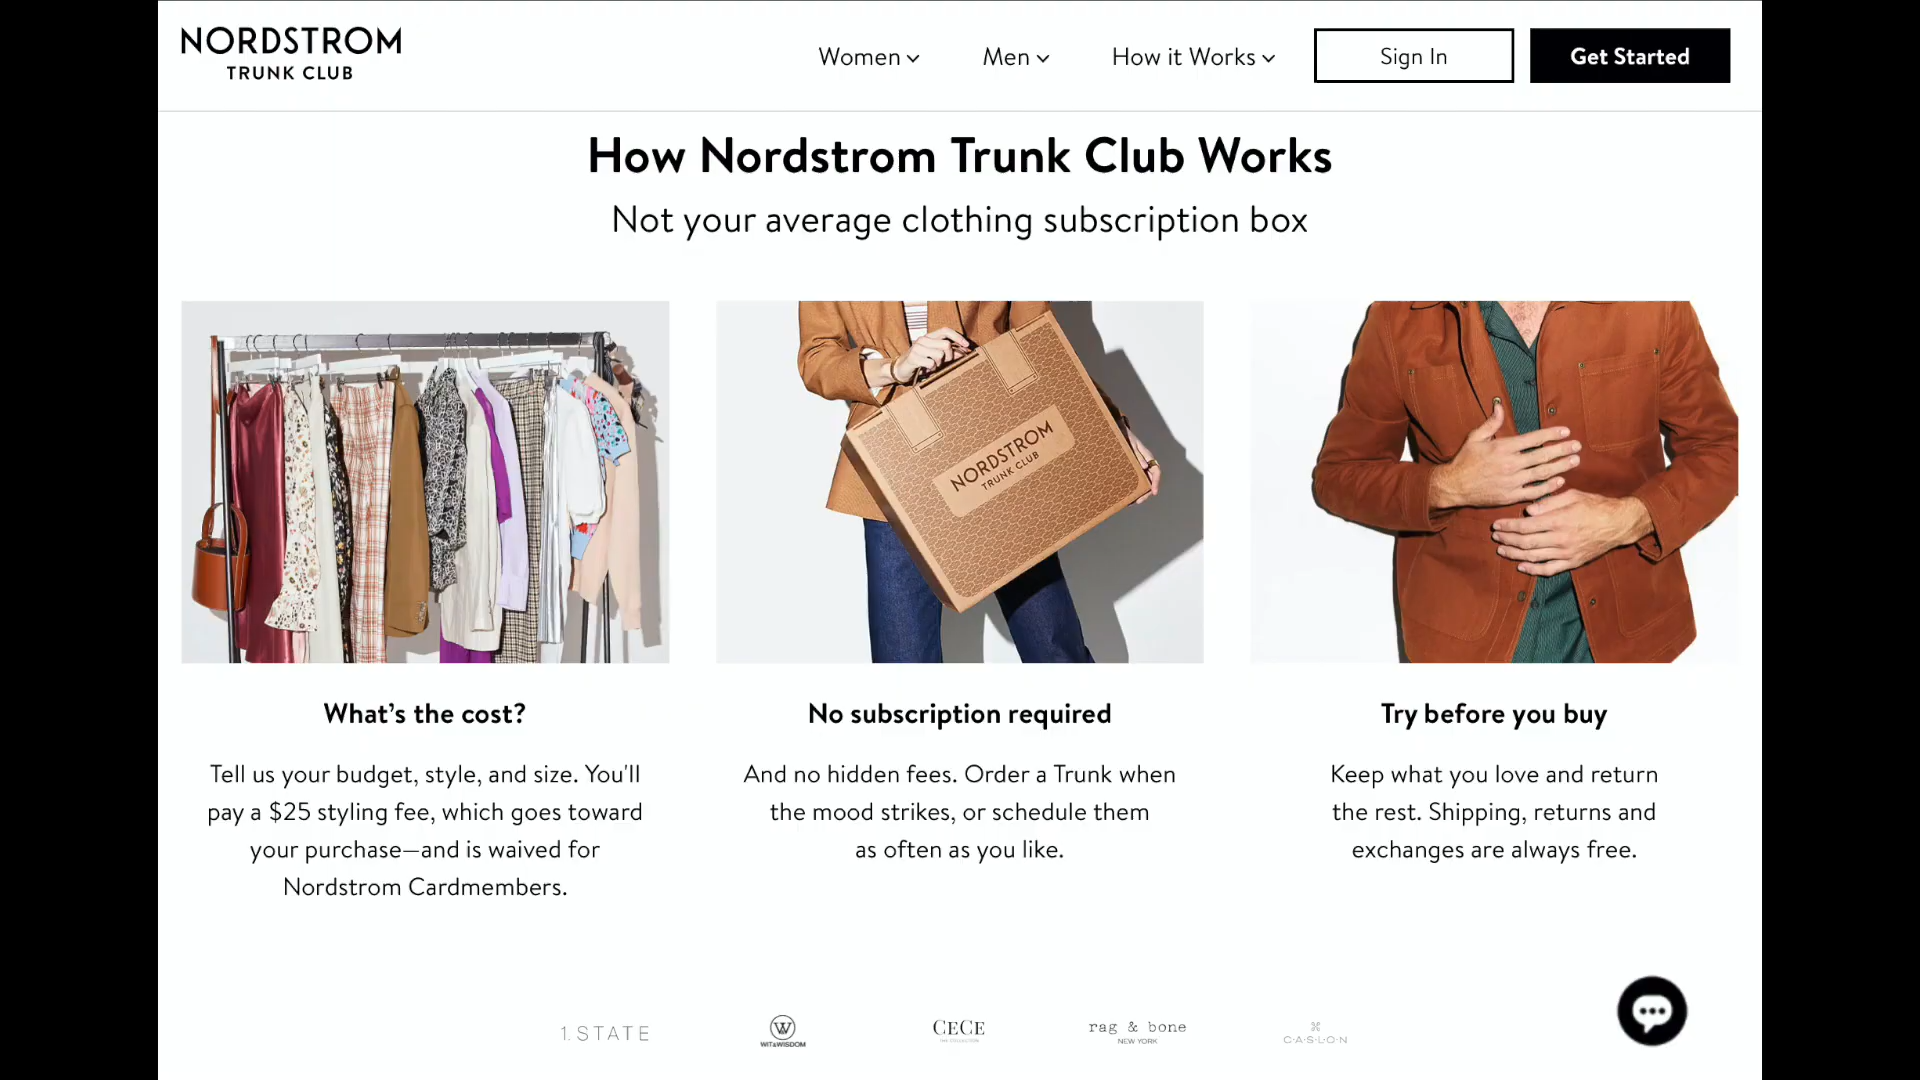 NORDSTROM
TRUNK CLUB
Women
Men
How it Works
Sign In
Get Started
How Nordstrom Trunk Club Works
Not your average clothing subscription box
NORDSTROM
TRUNK CLUB
What’s the cost?
Tell us your budget, style, and size. You'll
pay a $25 styling fee, which goes toward
your purchase—and is waived for
Nordstrom Cardmembers.
No subscription required
And no hidden fees. Order a Trunk when
the mood strikes, or schedule them
as often as you like.
Try before you buy
Keep what you love and return
the rest. Shipping, returns and
exchanges are always free.
1.STATE
W
WIT&WISDOM
CECE
rag & bone
NEW YORK
C·A·S·L·O·N